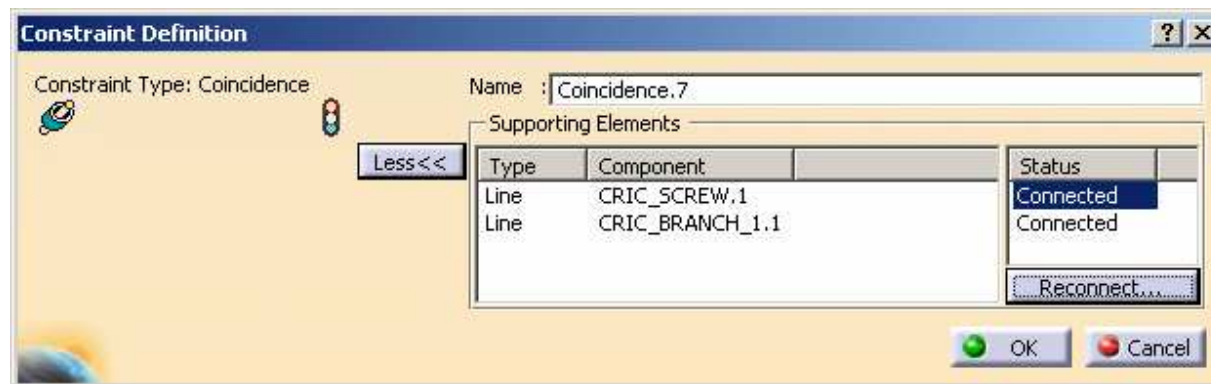 Constraint Definition
? X
Constraint Type: Coincidence
Name : Coincidence.7
Supporting Elements
Less<<
Type Component Status
Line CRIC_SCREW.1 Connected
Line CRIC_BRANCH_1.1 Connected
Reconnect...
OK Cancel